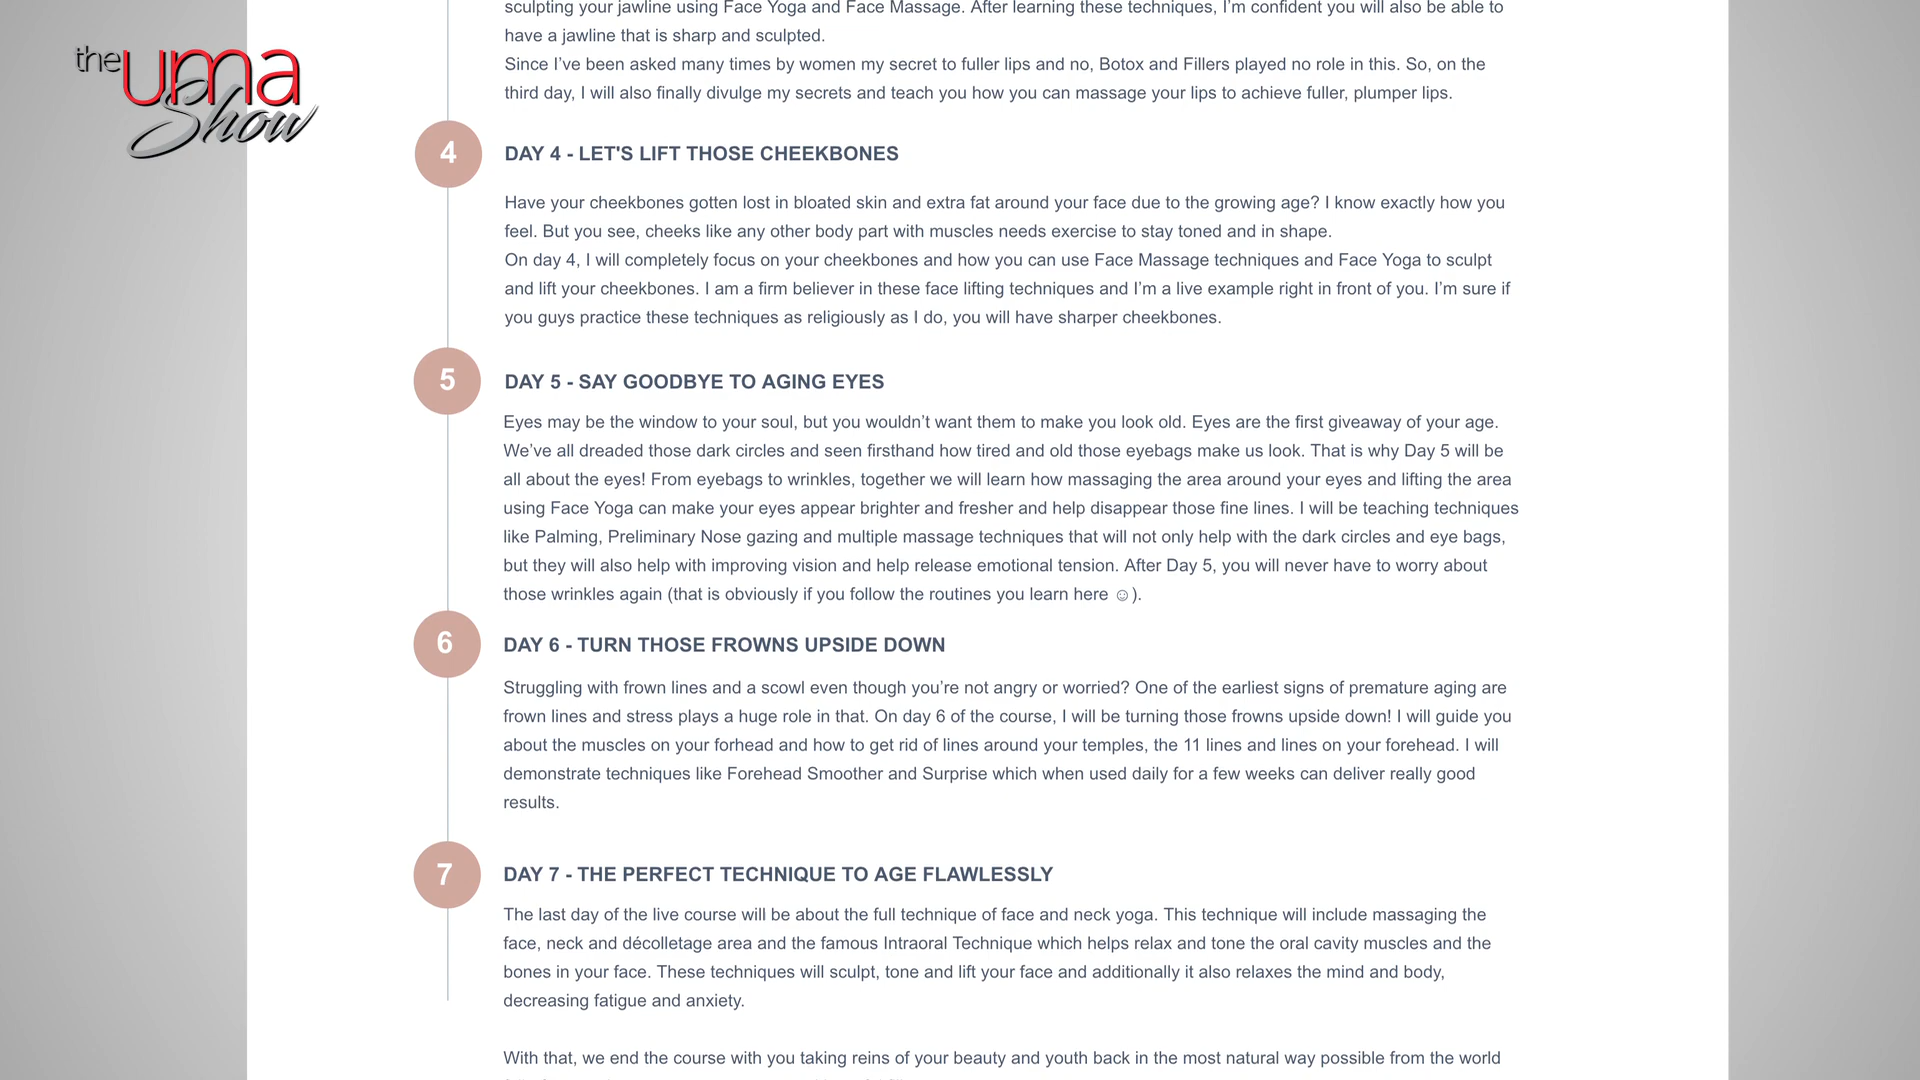 the uma
Show
sculpting your jawline using Face Yoga and Face Massage. After learning these techniques, I’m confident you will also be able to
have a jawline that is sharp and sculpted.
Since I’ve been asked many times by women my secret to fuller lips and no, Botox and Fillers played no role in this. So, on the
third day, I will also finally divulge my secrets and teach you how you can massage your lips to achieve fuller, plumper lips.
4
DAY 4 - LET'S LIFT THOSE CHEEKBONES
Have your cheekbones gotten lost in bloated skin and extra fat around your face due to the growing age? I know exactly how you
feel. But you see, cheeks like any other body part with muscles needs exercise to stay toned and in shape.
On day 4, I will completely focus on your cheekbones and how you can use Face Massage techniques and Face Yoga to sculpt
and lift your cheekbones. I am a firm believer in these face lifting techniques and I’m a live example right in front of you. I’m sure if
you guys practice these techniques as religiously as I do, you will have sharper cheekbones.
5
DAY 5 - SAY GOODBYE TO AGING EYES
Eyes may be the window to your soul, but you wouldn’t want them to make you look old. Eyes are the first giveaway of your age.
We’ve all dreaded those dark circles and seen firsthand how tired and old those eyebags make us look. That is why Day 5 will be
all about the eyes! From eyebags to wrinkles, together we will learn how massaging the area around your eyes and lifting the area
using Face Yoga can make your eyes appear brighter and fresher and help disappear those fine lines. I will be teaching techniques
like Palming, Preliminary Nose gazing and multiple massage techniques that will not only help with the dark circles and eye bags,
but they will also help with improving vision and help release emotional tension. After Day 5, you will never have to worry about
those wrinkles again (that is obviously if you follow the routines you learn here ☺).
6
DAY 6 - TURN THOSE FROWNS UPSIDE DOWN
Struggling with frown lines and a scowl even though you’re not angry or worried? One of the earliest signs of premature aging are
frown lines and stress plays a huge role in that. On day 6 of the course, I will be turning those frowns upside down! I will guide you
about the muscles on your forhead and how to get rid of lines around your temples, the 11 lines and lines on your forehead. I will
demonstrate techniques like Forehead Smoother and Surprise which when used daily for a few weeks can deliver really good
results.
7
DAY 7 - THE PERFECT TECHNIQUE TO AGE FLAWLESSLY
The last day of the live course will be about the full technique of face and neck yoga. This technique will include massaging the
face, neck and décolletage area and the famous Intraoral Technique which helps relax and tone the oral cavity muscles and the
bones in your face. These techniques will sculpt, tone and lift your face and additionally it also relaxes the mind and body,
decreasing fatigue and anxiety.
With that, we end the course with you taking reins of your beauty and youth back in the most natural way possible from the world